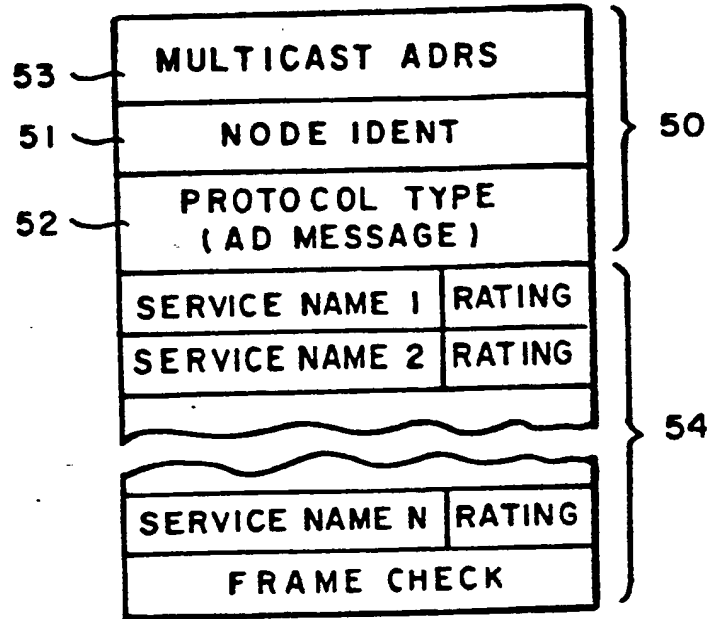 53 MULTICAST ADRS
51 NODE IDENT 50
52 PROTOCOL TYPE
(AD MESSAGE)
SERVICE NAME 1 RATING
SERVICE NAME 2 RATING
54
SERVICE NAME N RATING
FRAME CHECK